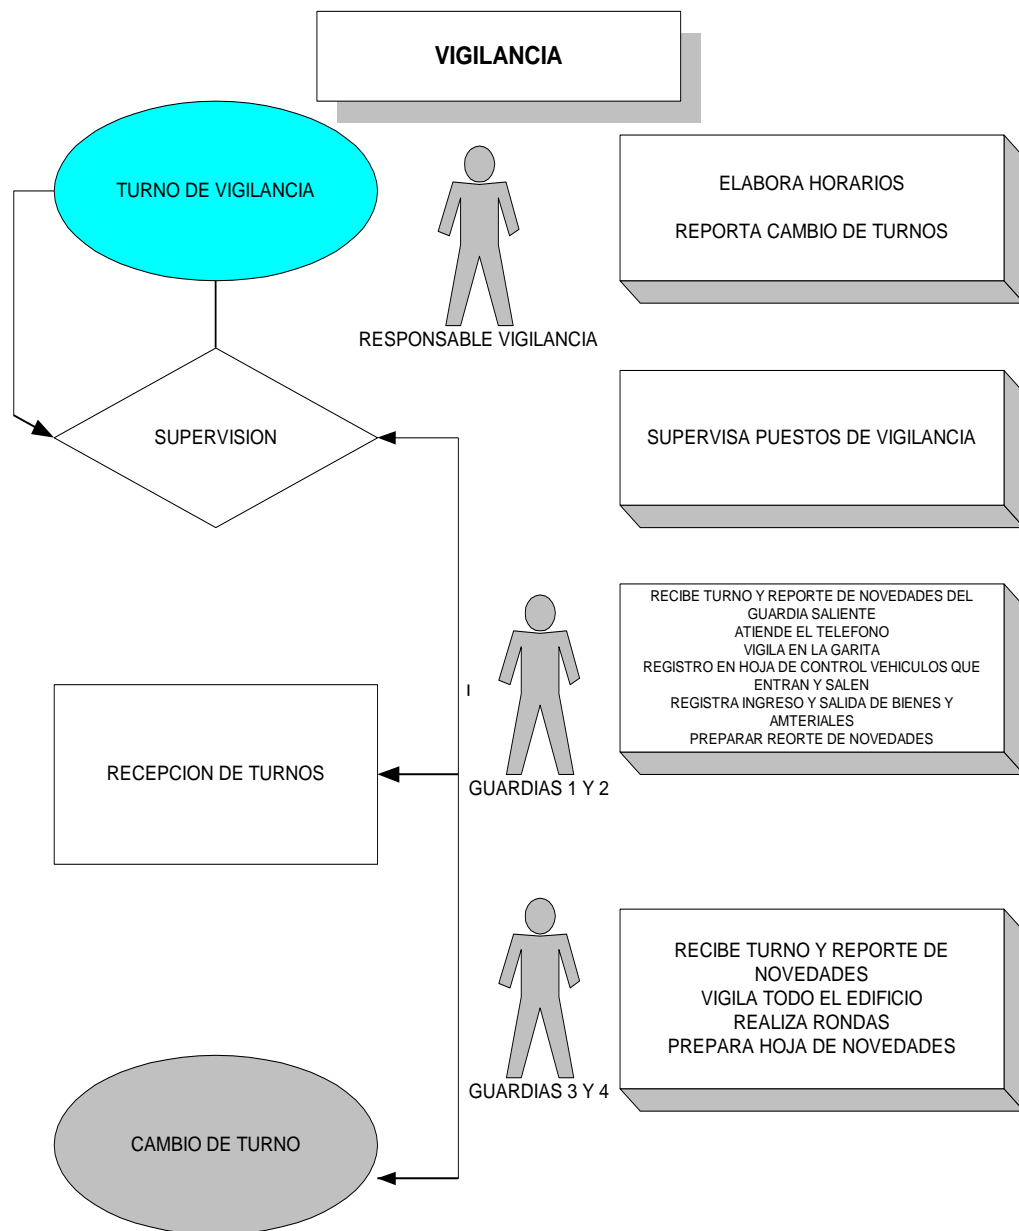 VIGILANCIA
TURNO DE VIGILANCIA
ELABORA HORARIOS
REPORTA CAMBIO DE TURNOS
RESPONSABLE VIGILANCIA
SUPERVISION
SUPERVISA PUESTOS DE VIGILANCIA
RECIBE TURNO Y REPORTE DE NOVEDADES DEL
GUARDIA SALIENTE
ATIENDE EL TELEFONO
VIGILA EN LA GARITA
REGISTRO EN HOJA DE CONTROL VEHICULOS QUE
ENTRAN Y SALEN
REGISTRA INGRESO Y SALIDA DE BIENES Y
AMTERIALES
PREPARAR REORTE DE NOVEDADES
I
RECEPCION DE TURNOS
GUARDIAS 1 Y 2
RECIBE TURNO Y REPORTE DE
NOVEDADES
VIGILA TODO EL EDIFICIO
REALIZA RONDAS
PREPARA HOJA DE NOVEDADES
GUARDIAS 3 Y 4
CAMBIO DE TURNO